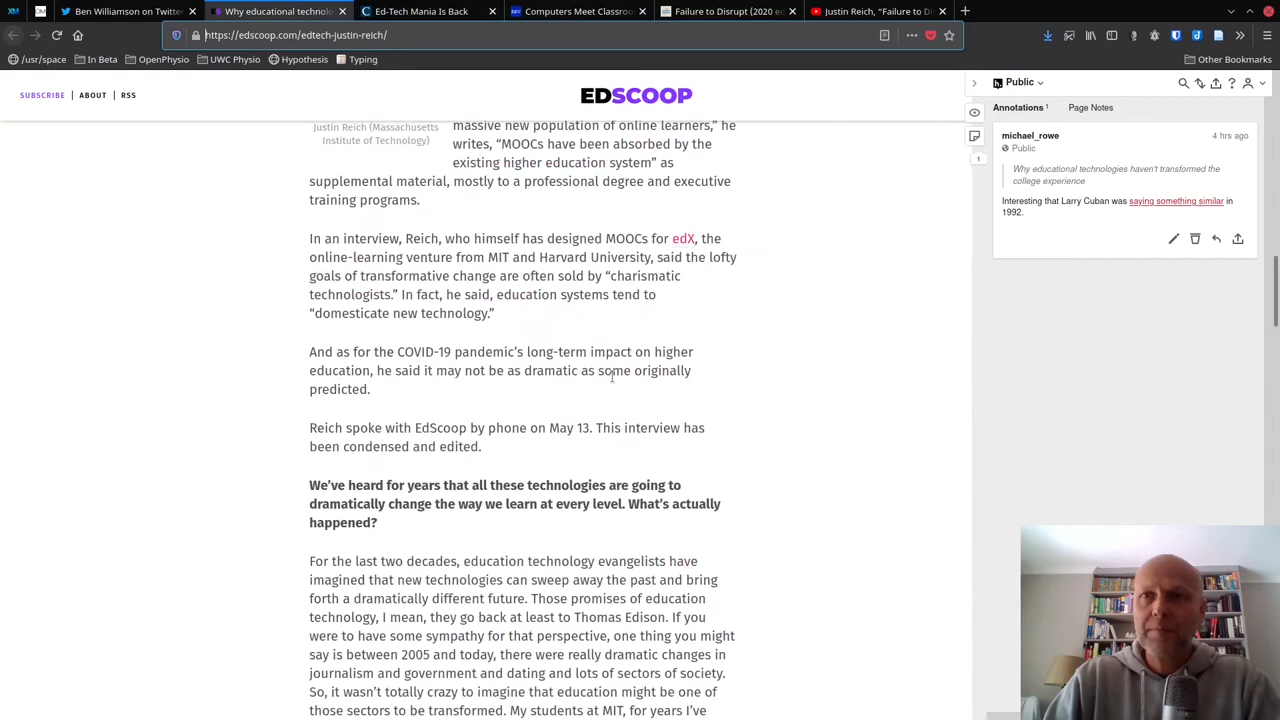 Ben Williamson on Twitter
Why educational technolo
Ed-Tech Mania Is Back
Computers Meet Classroo
Failure to Disrupt (2020 ed
Justin Reich, “Failure to Di
https://edscoop.com/edtech-justin-reich/
/usr/space
In Beta
OpenPhysio
UWC Physio
Hypothesis
Typing
Other Bookmarks
SUBSCRIBE | ABOUT | RSS
EDSCOOP
Justin Reich (Massachusetts
Institute of Technology)
massive new population of online learners,” he
writes, “MOOCs have been absorbed by the
existing higher education system” as
supplemental material, mostly to a professional degree and executive
training programs.
In an interview, Reich, who himself has designed MOOCs for edX, the
online-learning venture from MIT and Harvard University, said the lofty
goals of transformative change are often sold by “charismatic
technologists.” In fact, he said, education systems tend to
“domesticate new technology.”
And as for the COVID-19 pandemic’s long-term impact on higher
education, he said it may not be as dramatic as some originally
predicted.
Reich spoke with EdScoop by phone on May 13. This interview has
been condensed and edited.
We’ve heard for years that all these technologies are going to
dramatically change the way we learn at every level. What’s actually
happened?
For the last two decades, education technology evangelists have
imagined that new technologies can sweep away the past and bring
forth a dramatically different future. Those promises of education
technology, I mean, they go back at least to Thomas Edison. If you
were to have some sympathy for that perspective, one thing you might
say is between 2005 and today, there were really dramatic changes in
journalism and government and dating and lots of sectors of society.
So, it wasn’t totally crazy to imagine that education might be one of
those sectors to be transformed. My students at MIT, for years I’ve
Public
Annotations 1
Page Notes
michael_rowe
4 hrs ago
Public
Why educational technologies haven't transformed the
college experience
Interesting that Larry Cuban was saying something similar in
1992.
1